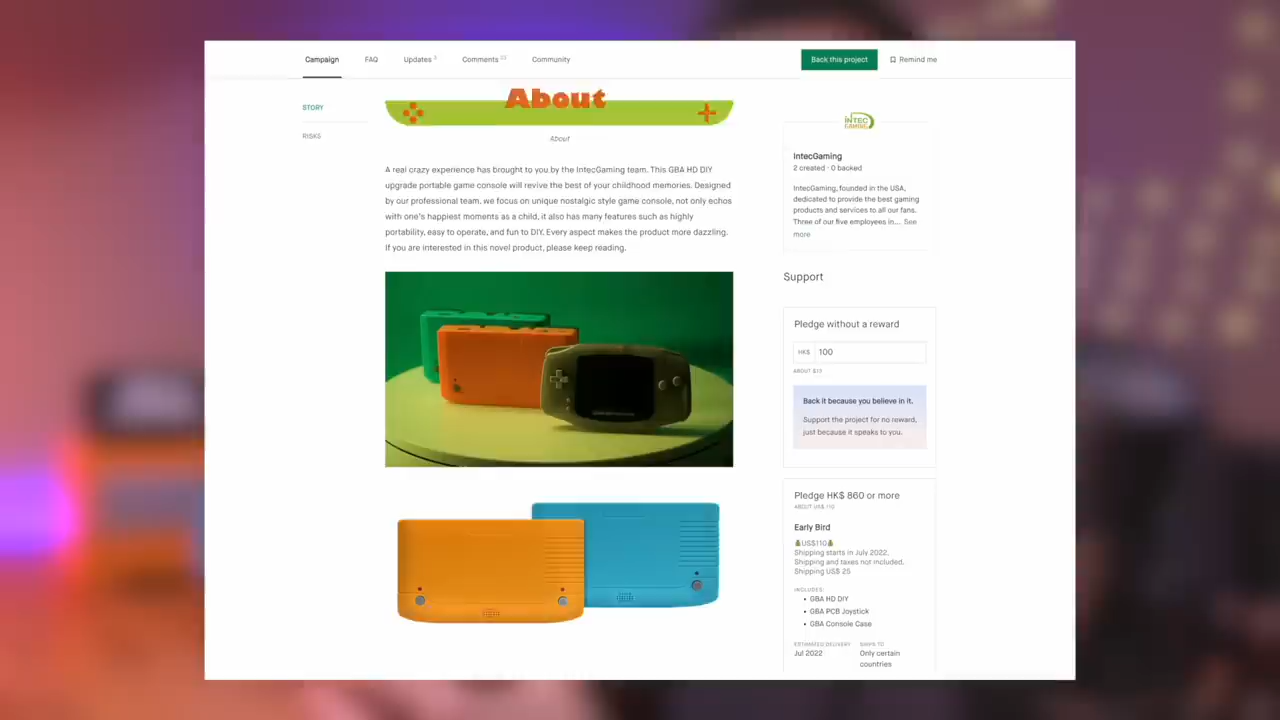 Campaign
FAQ
Updates 3
Comments
Community
Back this project
Remind me
STORY
RISKS
About
About
A real crazy experience has brought to you by the IntecGaming team. This GBA HD DIY
upgrade portable game console will revive the best of your childhood memories. Designed
by our professional team, we focus on unique nostalgic style game console, not only echos
with one's happiest moments as a child, it also has many features such as highly
portability, easy to operate, and fun to DIY. Every aspect makes the product more dazzling.
If you are interested in this novel product, please keep reading.
INTEC
GAMING
IntecGaming
2 created · 0 backed
IntecGaming, founded in the USA,
dedicated to provide the best gaming
products and services to all our fans.
Three of our five employees in... See
more
Support
Pledge without a reward
HK$ 100
ABOUT $13
Back it because you believe in it.
Support the project for no reward,
just because it speaks to you.
Pledge HK$ 860 or more
ABOUT US$ 110
Early Bird
US$110
Shipping starts in July 2022.
Shipping and taxes not included.
Shipping US$ 25
INCLUDES:
• GBA HD DIY
• GBA PCB Joystick
• GBA Console Case
ESTIMATED DELIVERY
Jul 2022
SHIPS TO
Only certain
countries